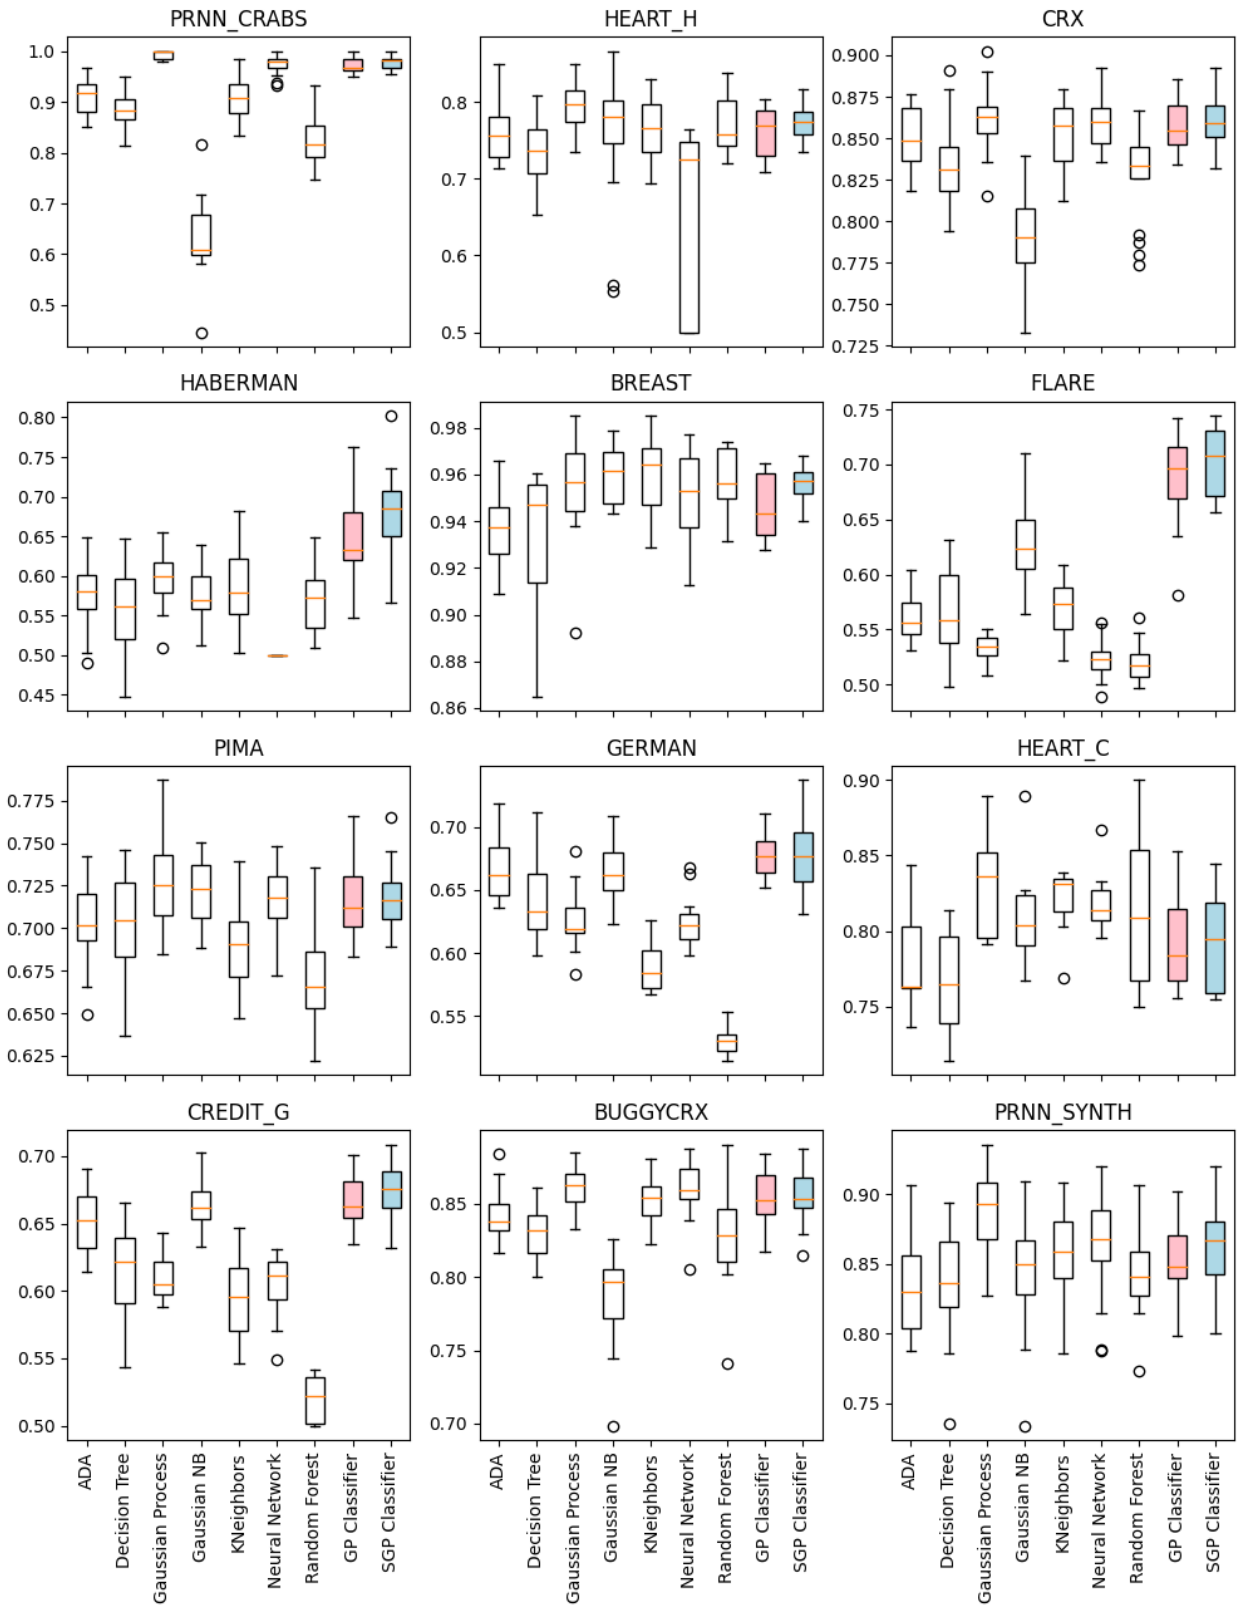 PRNN_CRABS
HEART_H
CRX
1.0
0.9
0.8
0.7
0.6
0.5
0.8
0.7
0.6
0.5
0.900
0.875
0.850
0.825
0.800
0.775
0.750
0.725
HABERMAN
BREAST
FLARE
0.80
0.75
0.70
0.65
0.60
0.55
0.50
0.45
0.98
0.96
0.94
0.92
0.90
0.88
0.86
0.75
0.70
0.65
0.60
0.55
0.50
PIMA
GERMAN
HEART_C
0.775
0.750
0.725
0.700
0.675
0.650
0.625
0.70
0.65
0.60
0.55
0.90
0.85
0.80
0.75
CREDIT_G
BUGGYCRX
PRNN_SYNTH
0.70
0.65
0.60
0.55
0.50
0.85
0.80
0.75
0.70
0.90
0.85
0.80
0.75
ADA
Decision Tree
Gaussian Process
Gaussian NB
KNeighbors
Neural Network
Random Forest
GP Classifier
SGP Classifier
ADA
Decision Tree
Gaussian Process
Gaussian NB
KNeighbors
Neural Network
Random Forest
GP Classifier
SGP Classifier
ADA
Decision Tree
Gaussian Process
Gaussian NB
KNeighbors
Neural Network
Random Forest
GP Classifier
SGP Classifier